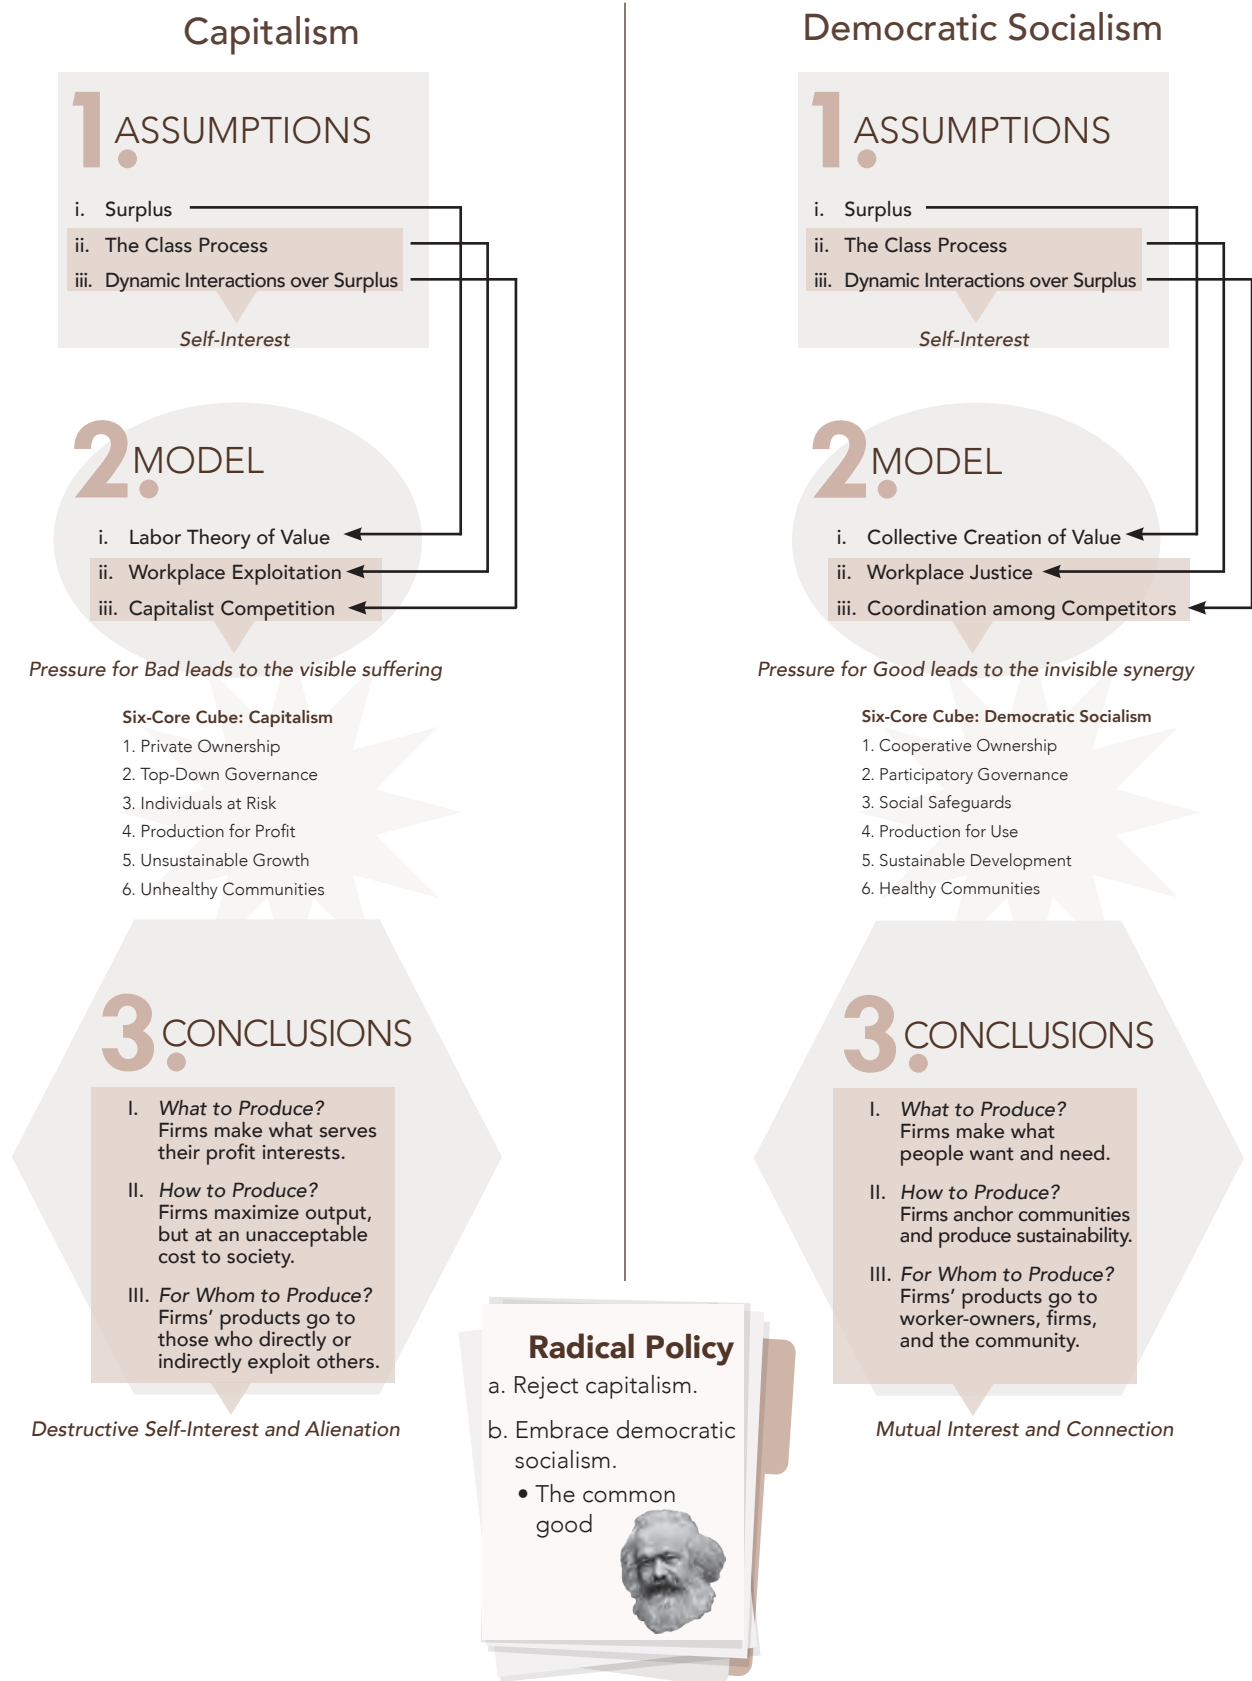 Capitalism
1. ASSUMPTIONS
i. Surplus
ii. The Class Process
iii. Dynamic Interactions over Surplus
Self-Interest
2. MODEL
i. Labor Theory of Value
ii. Workplace Exploitation
iii. Capitalist Competition
Pressure for Bad leads to the visible suffering
Six-Core Cube: Capitalism
1. Private Ownership
2. Top-Down Governance
3. Individuals at Risk
4. Production for Profit
5. Unsustainable Growth
6. Unhealthy Communities
3. CONCLUSIONS
I. What to Produce?
Firms make what serves
their profit interests.
II. How to Produce?
Firms maximize output,
but at an unacceptable
cost to society.
III. For Whom to Produce?
Firms' products go to
those who directly or
indirectly exploit others.
Destructive Self-Interest and Alienation
Democratic Socialism
1. ASSUMPTIONS
i. Surplus
ii. The Class Process
iii. Dynamic Interactions over Surplus
Self-Interest
2. MODEL
i. Collective Creation of Value
ii. Workplace Justice
iii. Coordination among Competitors
Pressure for Good leads to the invisible synergy
Six-Core Cube: Democratic Socialism
1. Cooperative Ownership
2. Participatory Governance
3. Social Safeguards
4. Production for Use
5. Sustainable Development
6. Healthy Communities
3. CONCLUSIONS
I. What to Produce?
Firms make what
people want and need.
II. How to Produce?
Firms anchor communities
and produce sustainability.
III. For Whom to Produce?
Firms' products go to
worker-owners, firms,
and the community.
Mutual Interest and Connection
Radical Policy
a. Reject capitalism.
b. Embrace democratic
socialism.
• The common
good